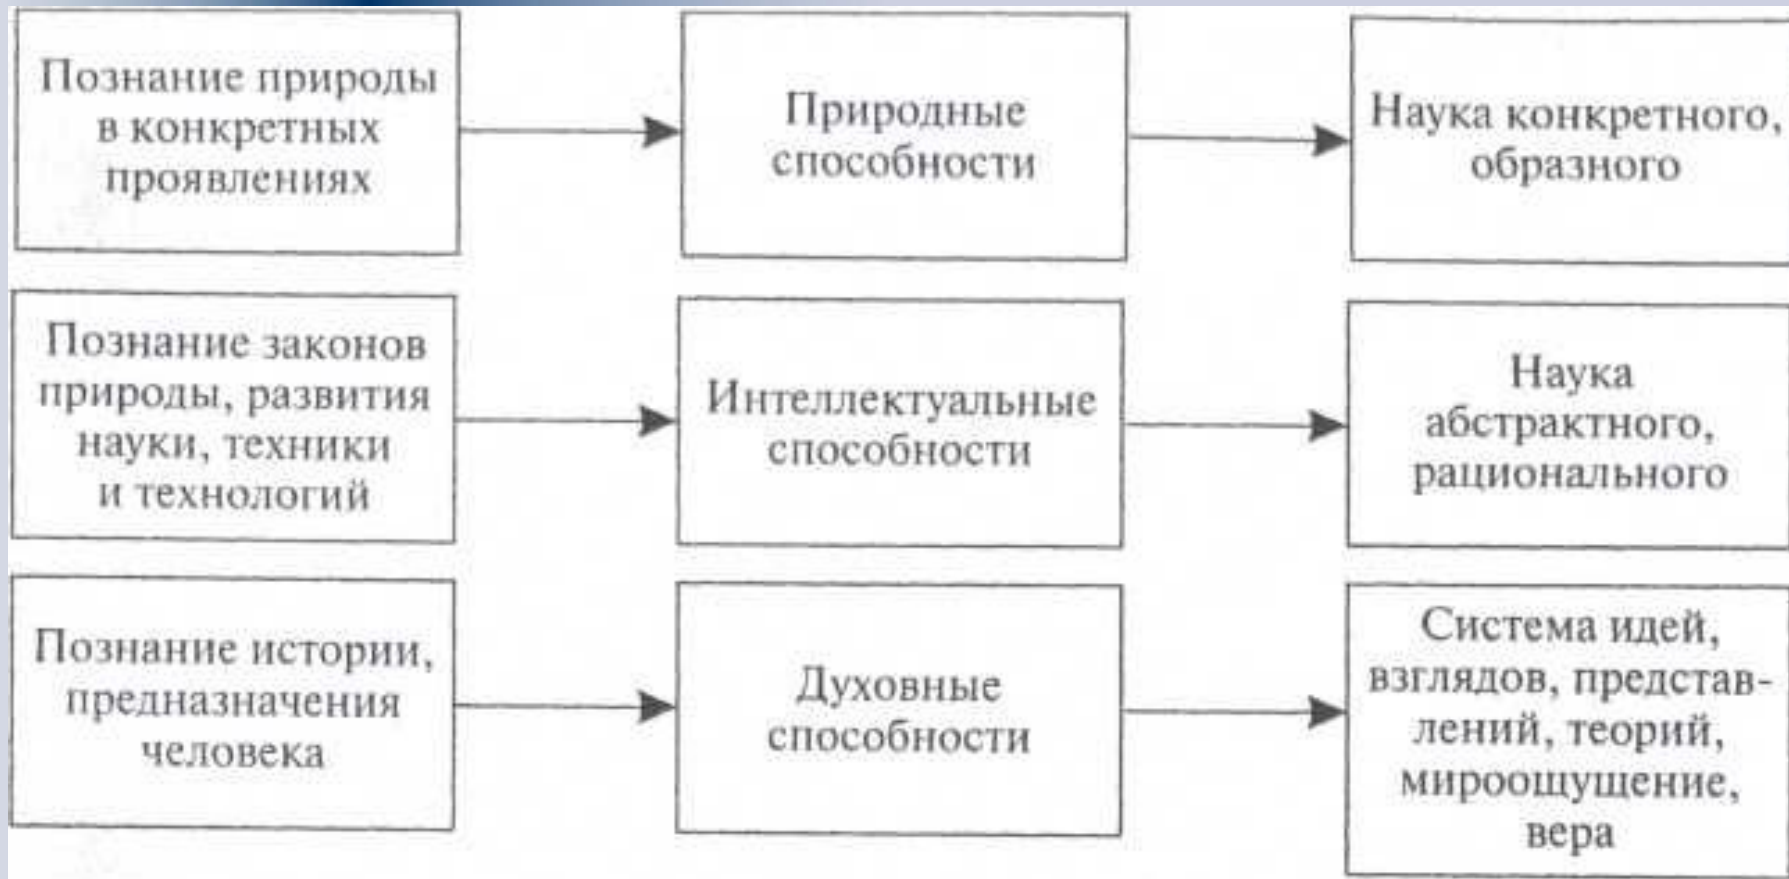 Познание природы
в конкретных
проявлениях
Природные
способности
Наука конкретного,
образного
Познание законов
природы, развития
науки, техники
и технологий
Интеллектуальные
способности
Наука
абстрактного,
рационального
Познание истории,
предназначения
человека
Духовные
способности
Система идей,
взглядов, представ-
лений, теорий,
мироощущение,
вера